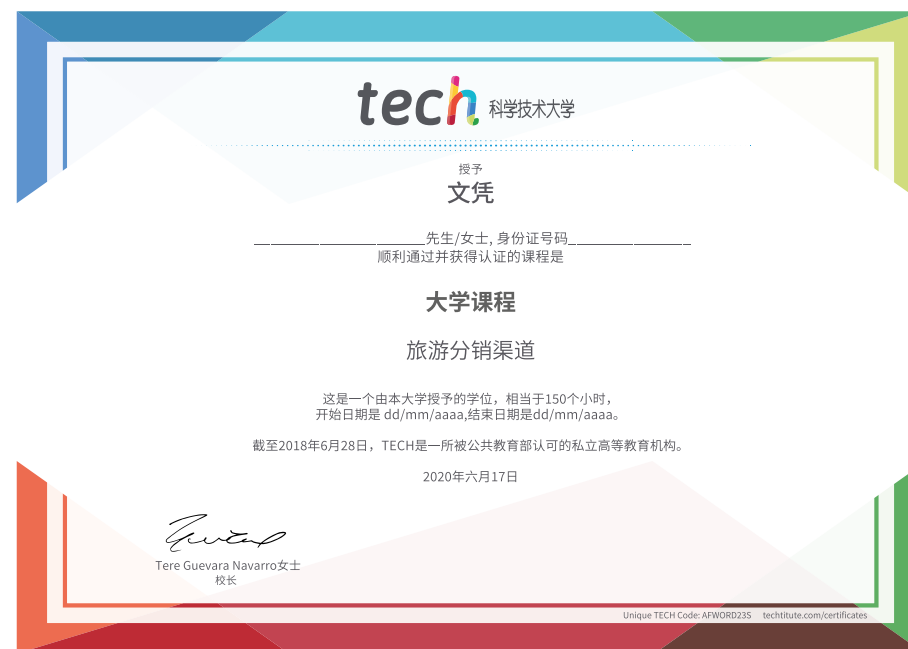 tech 科学技术大学
授予
文凭
______________________先生/女士, 身份证号码________________
顺利通过并获得认证的课程是
大学课程
旅游分销渠道
这是一个由本大学授予的学位，相当于150个小时，
开始日期是 dd/mm/aaaa,结束日期是dd/mm/aaaa。
截至2018年6月28日，TECH是一所被公共教育部认可的私立高等教育机构。
2020年六月17日
Tere Guevara Navarro女士
校长
Unique TECH Code: AFWORD23S techtitute.com/certificates